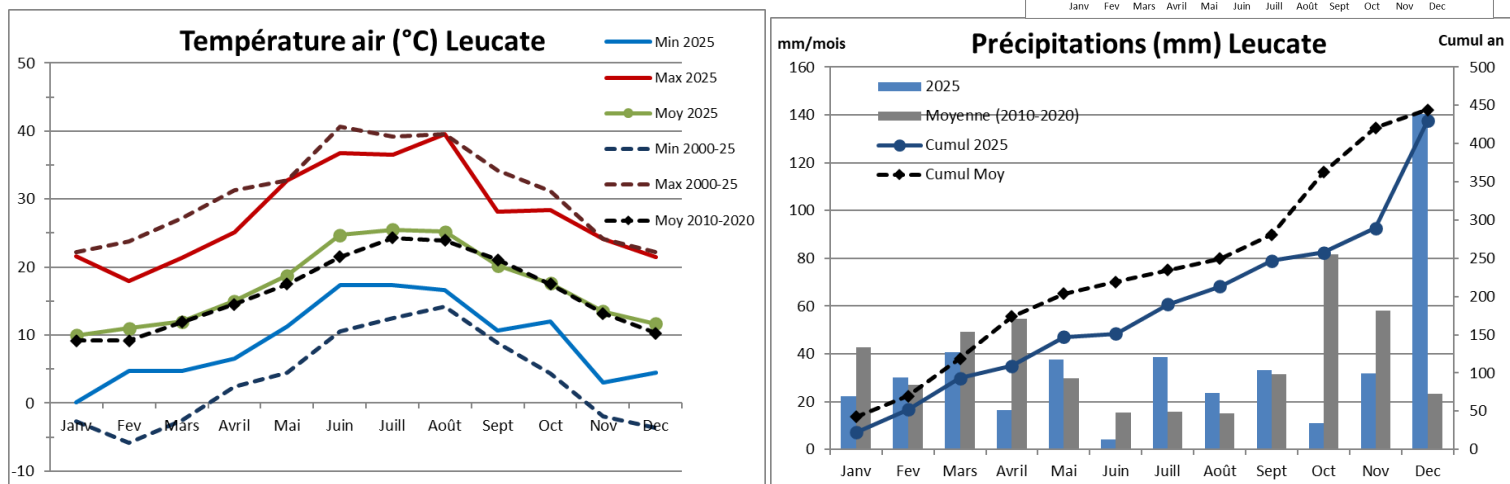 Janv Fev Mars Avril Mai Juin Juill Août Sept Oct Nov Dec
Température air (°C) Leucate
Min 2025
Max 2025
Moy 2025
Min 2000-25
Max 2000-25
Moy 2010-2020
50
40
30
20
10
0
-10
Janv Fev Mars Avril Mai Juin Juill Août Sept Oct Nov Dec
mm/mois
Précipitations (mm) Leucate
Cumul an
2025
Moyenne (2010-2020)
Cumul 2025
Cumul Moy
160
140
120
100
80
60
40
20
0
500
450
400
350
300
250
200
150
100
50
0
Janv Fev Mars Avril Mai Juin Juill Août Sept Oct Nov Dec